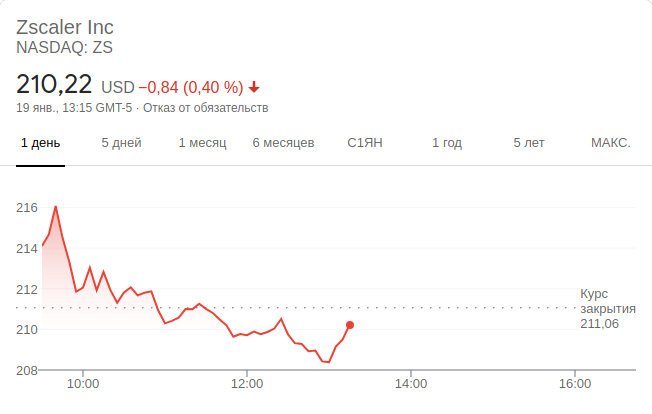 Zscaler Inc
NASDAQ: ZS
210,22 USD −0,84 (0,40 %)
19 янв., 13:15 GMT-5 · Отказ от обязательств
1 день 5 дней 1 месяц 6 месяцев С1ЯН 1 год 5 лет МАКС.
216
214
212
210
208
Курс
закрытия
211,06
10:00 12:00 14:00 16:00